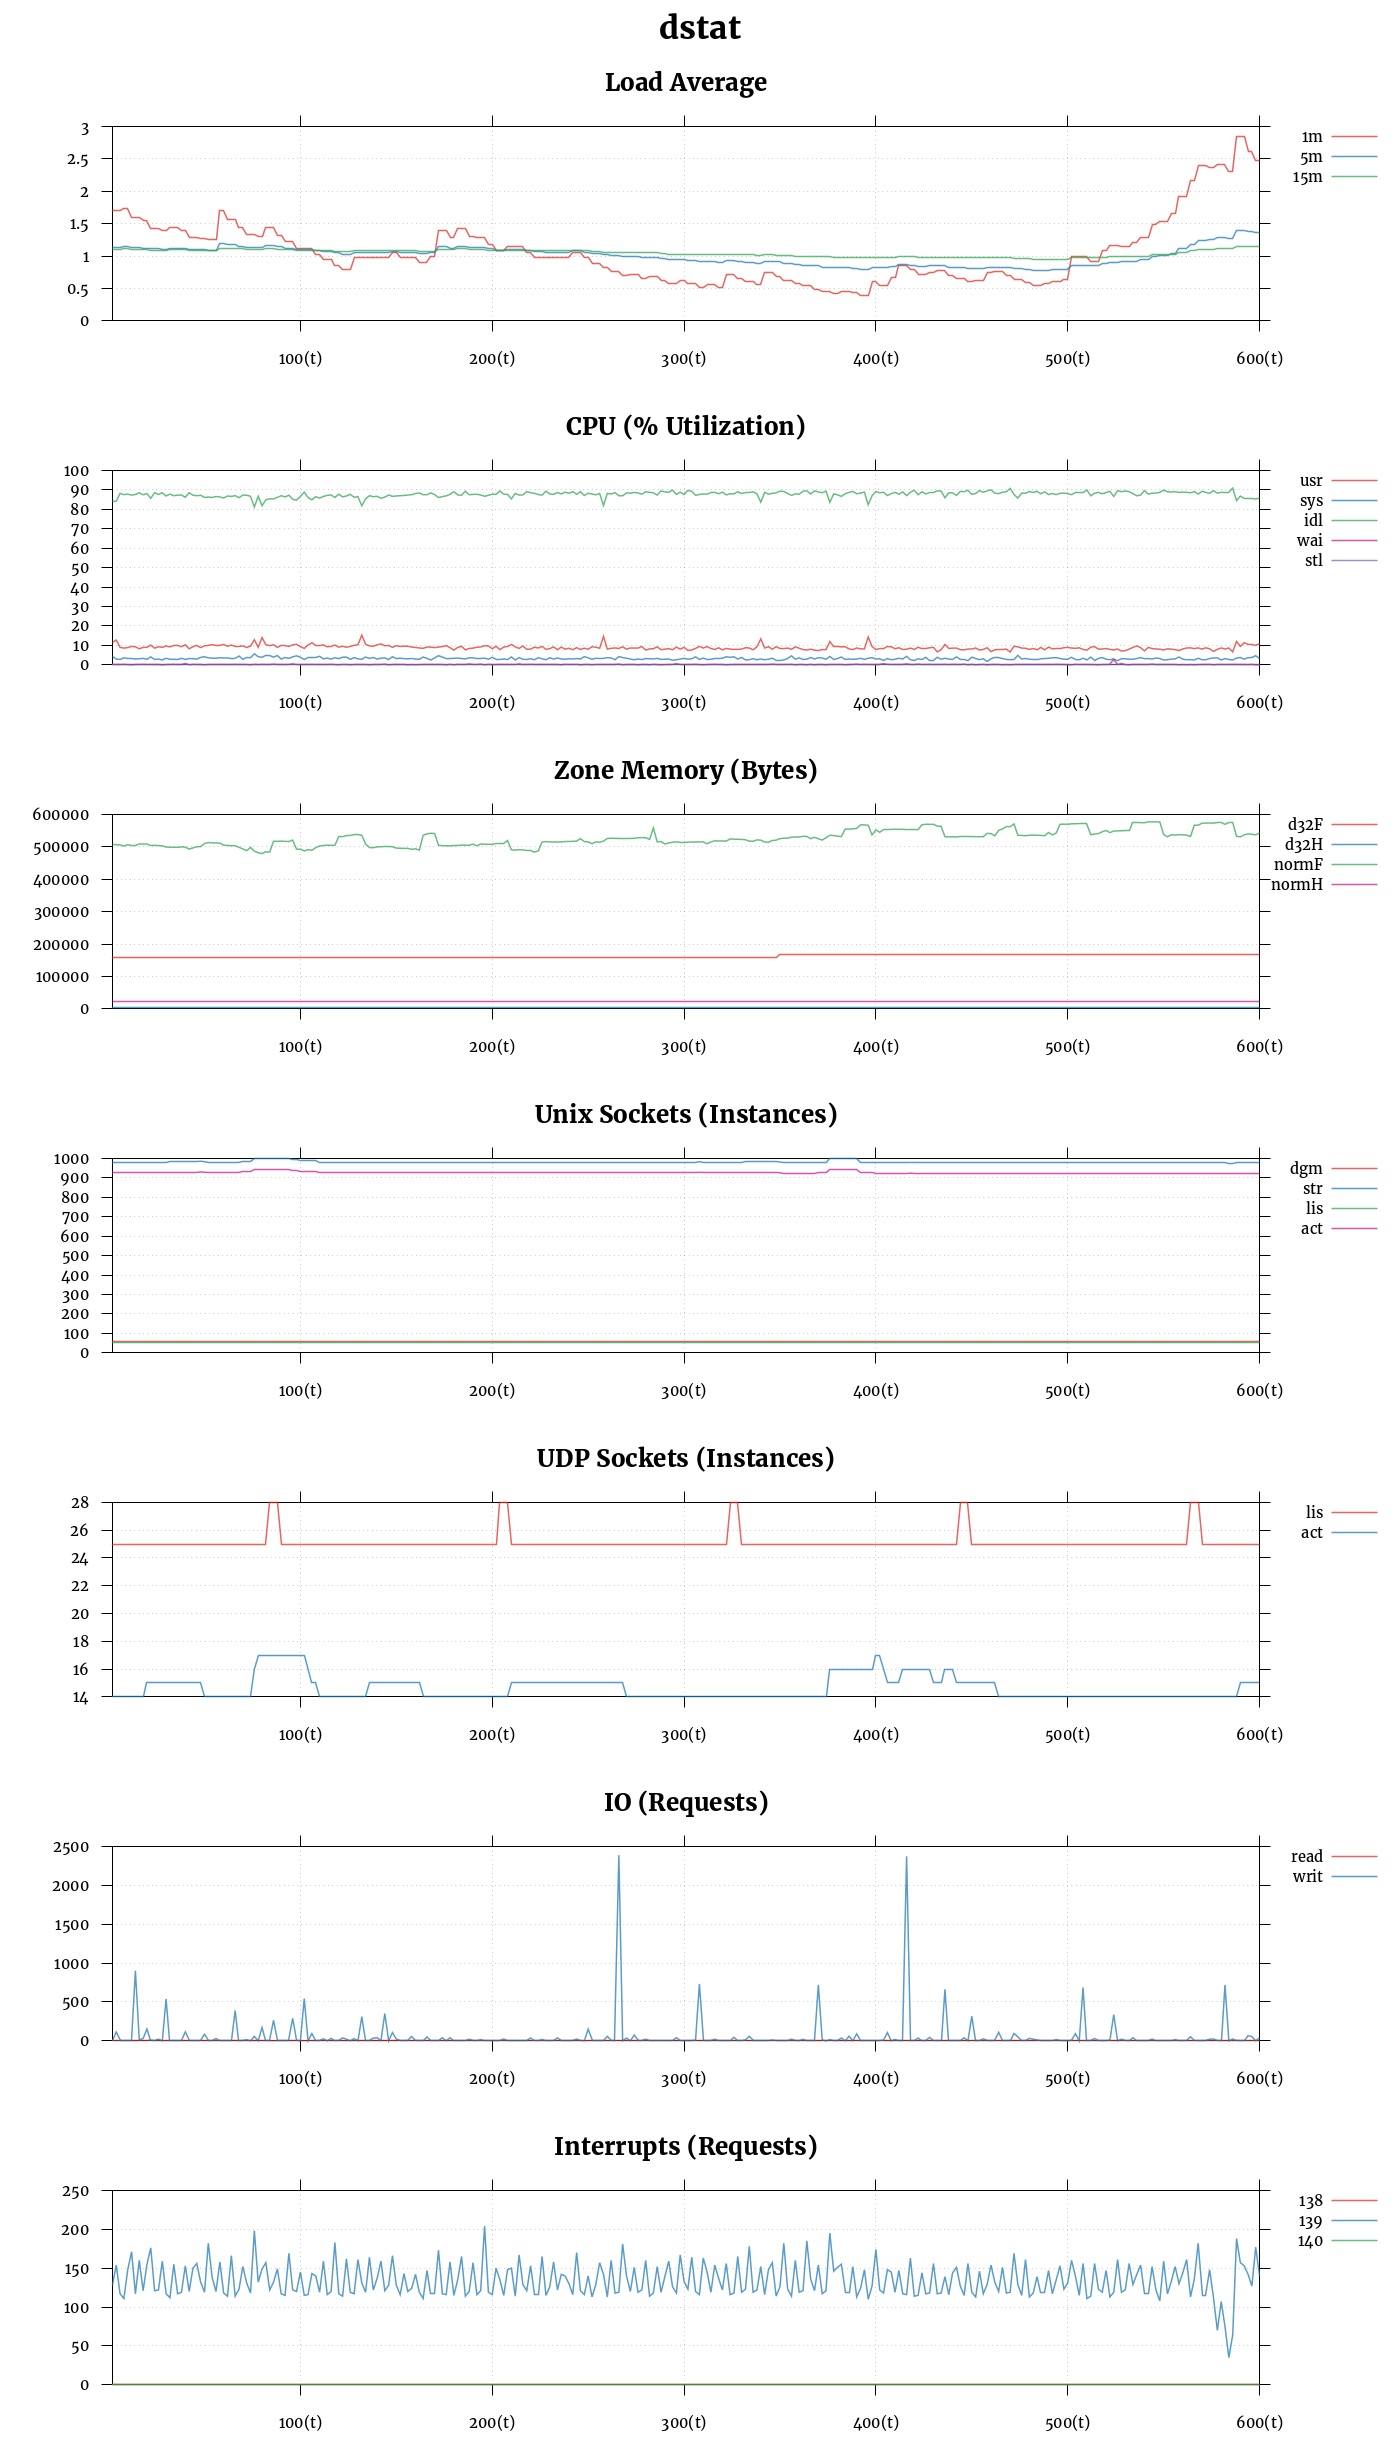 dstat
Load Average
3
2.5
2
1.5
1
0.5
0
1m
5m
15m
100(t) 200(t) 300(t) 400(t) 500(t) 600(t)
CPU (% Utilization)
100
90
80
70
60
50
40
30
20
10
0
usr
sys
idl
wai
stl
100(t) 200(t) 300(t) 400(t) 500(t) 600(t)
Zone Memory (Bytes)
600000
500000
400000
300000
200000
100000
0
d32F
d32H
normF
normH
100(t) 200(t) 300(t) 400(t) 500(t) 600(t)
Unix Sockets (Instances)
1000
900
800
700
600
500
400
300
200
100
0
dgm
str
lis
act
100(t) 200(t) 300(t) 400(t) 500(t) 600(t)
UDP Sockets (Instances)
28
26
24
22
20
18
16
14
lis
act
100(t) 200(t) 300(t) 400(t) 500(t) 600(t)
IO (Requests)
2500
2000
1500
1000
500
0
read
writ
100(t) 200(t) 300(t) 400(t) 500(t) 600(t)
Interrupts (Requests)
250
200
150
100
50
0
138
139
140
100(t) 200(t) 300(t) 400(t) 500(t) 600(t)